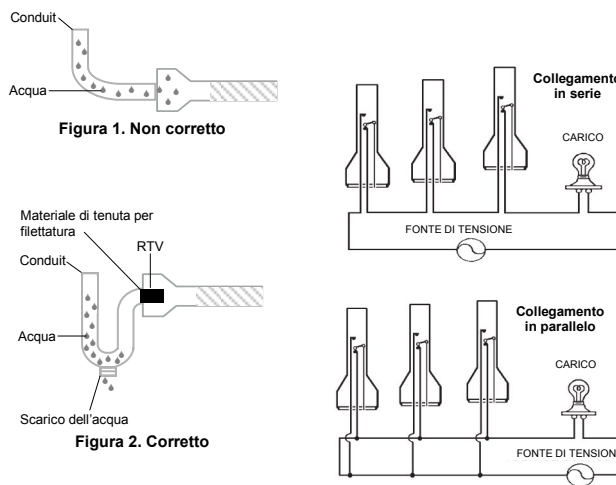 Conduit
Acqua
Figura 1. Non corretto
Materiale di tenuta per
filettatura
RTV
Conduit
Acqua
Scarico dell'acqua
Figura 2. Corretto
Collegamento
in serie
CARICO
FONTE DI TENSIONE
Collegamento
in parallelo
CARICO
FONTE DI TENSION